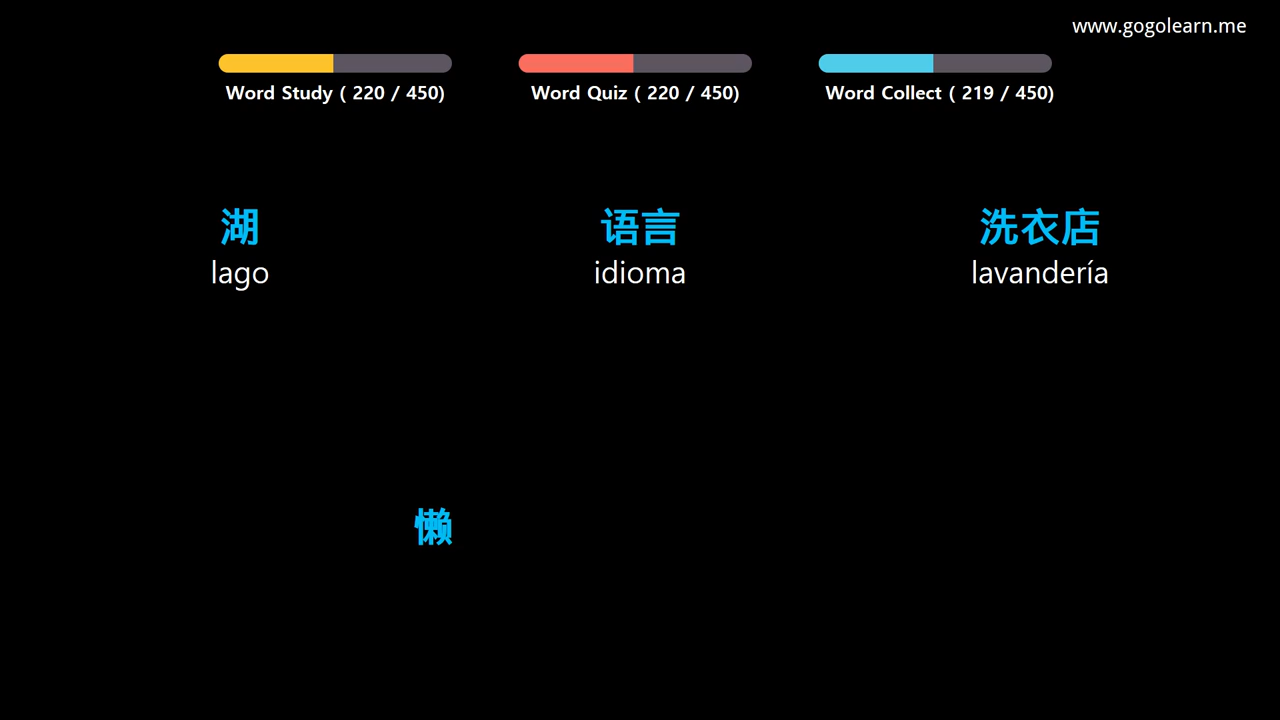 www.gogolearn.me
Word Study ( 220 / 450)
Word Quiz ( 220 / 450)
Word Collect ( 219 / 450)
湖
lago
语言
idioma
洗衣店
lavandería
懒